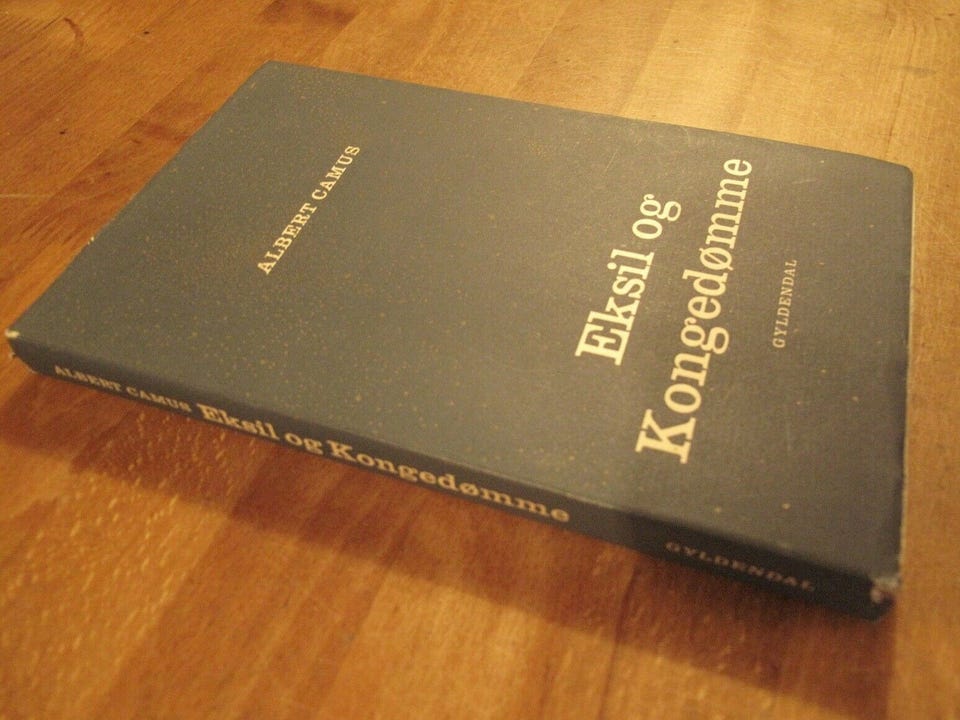 ALBERT CAMUS
Eksil og
Kongedømme
GYLDENDAL
ALBERT CAMUS Eksil og Kongedømme GYLDENDAL